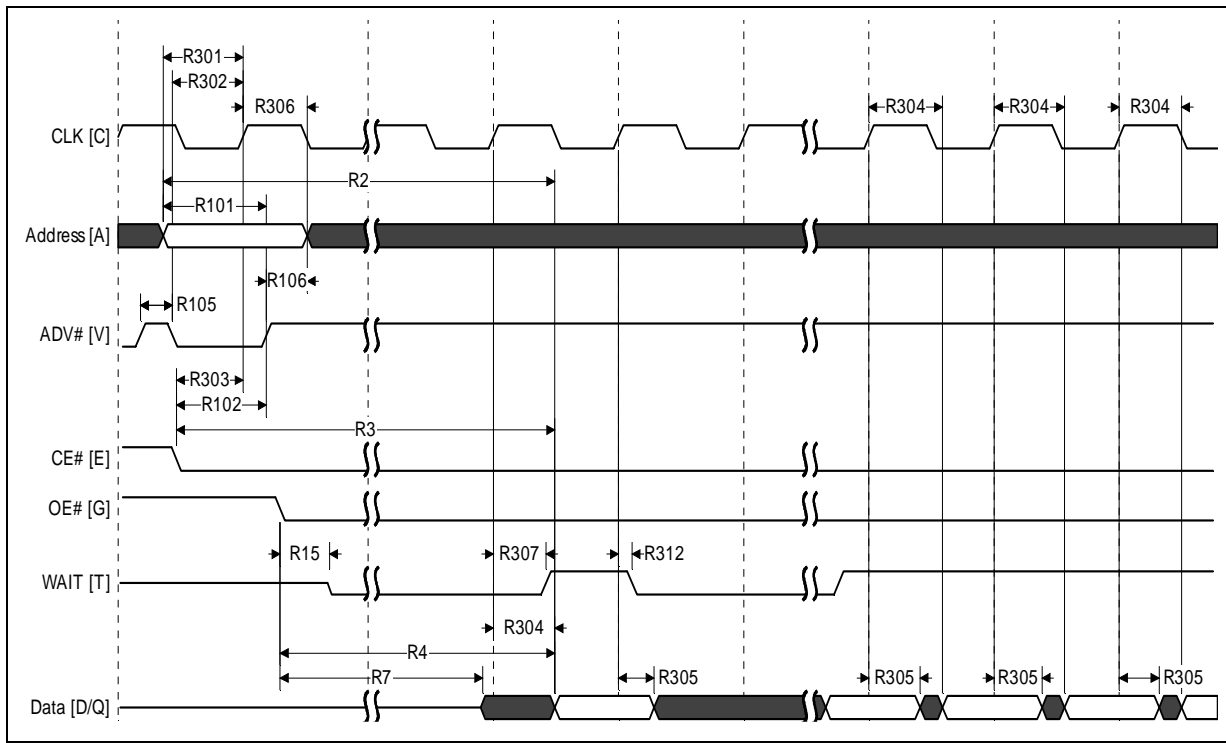 R301
R302
R306
R304
R304
R304
CLK [C]
R2
R101
Address [A]
R106
R105
ADV# [V]
R303
R102
R3
CE# [E]
OE# [G]
R15
R307
R312
WAIT [T]
R304
R4
R7
R305
R305
R305
R305
Data [D/Q]